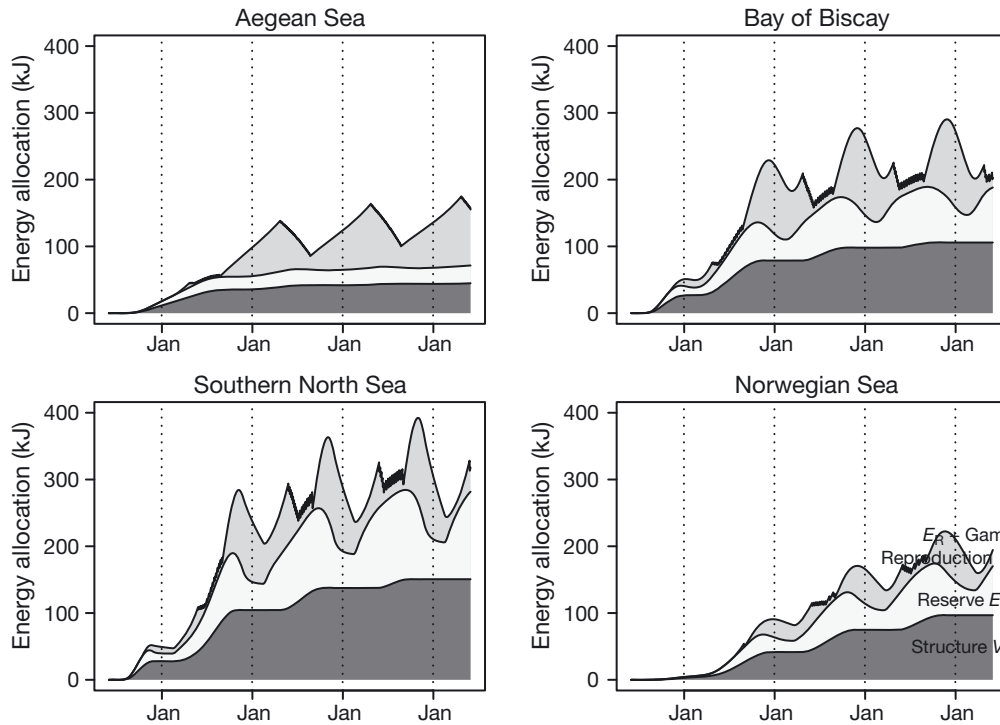 Aegean Sea
Energy allocation (kJ)
400
300
200
100
0
Jan Jan Jan Jan
Bay of Biscay
Energy allocation (kJ)
400
300
200
100
0
Jan Jan Jan Jan
Southern North Sea
Energy allocation (kJ)
400
300
200
100
0
Jan Jan Jan Jan
Norwegian Sea
Energy allocation (kJ)
400
300
200
100
0
E_R + Gam
Reproduction
Reserve E
Structure V
Jan Jan Jan Jan